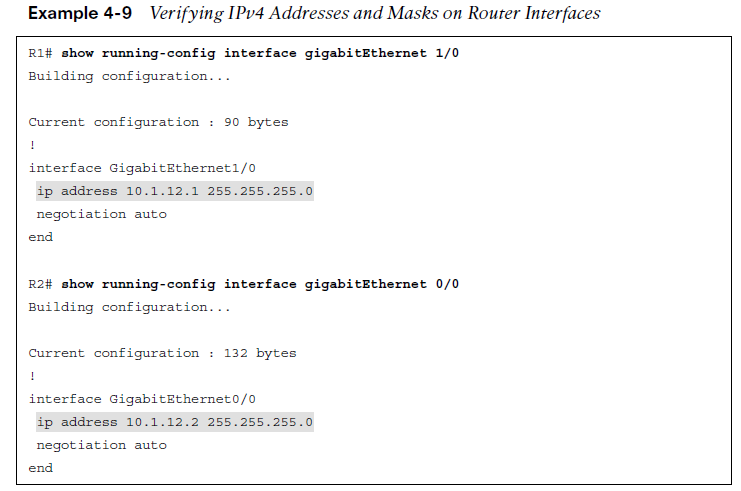 Example 4-9 Verifying IPv4 Addresses and Masks on Router Interfaces
R1# show running-config interface gigabitEthernet 1/0
Building configuration...
Current configuration : 90 bytes
!
interface GigabitEthernet1/0
ip address 10.1.12.1 255.255.255.0
negotiation auto
end
R2# show running-config interface gigabitEthernet 0/0
Building configuration...
Current configuration : 132 bytes
!
interface GigabitEthernet0/0
ip address 10.1.12.2 255.255.255.0
negotiation auto
end